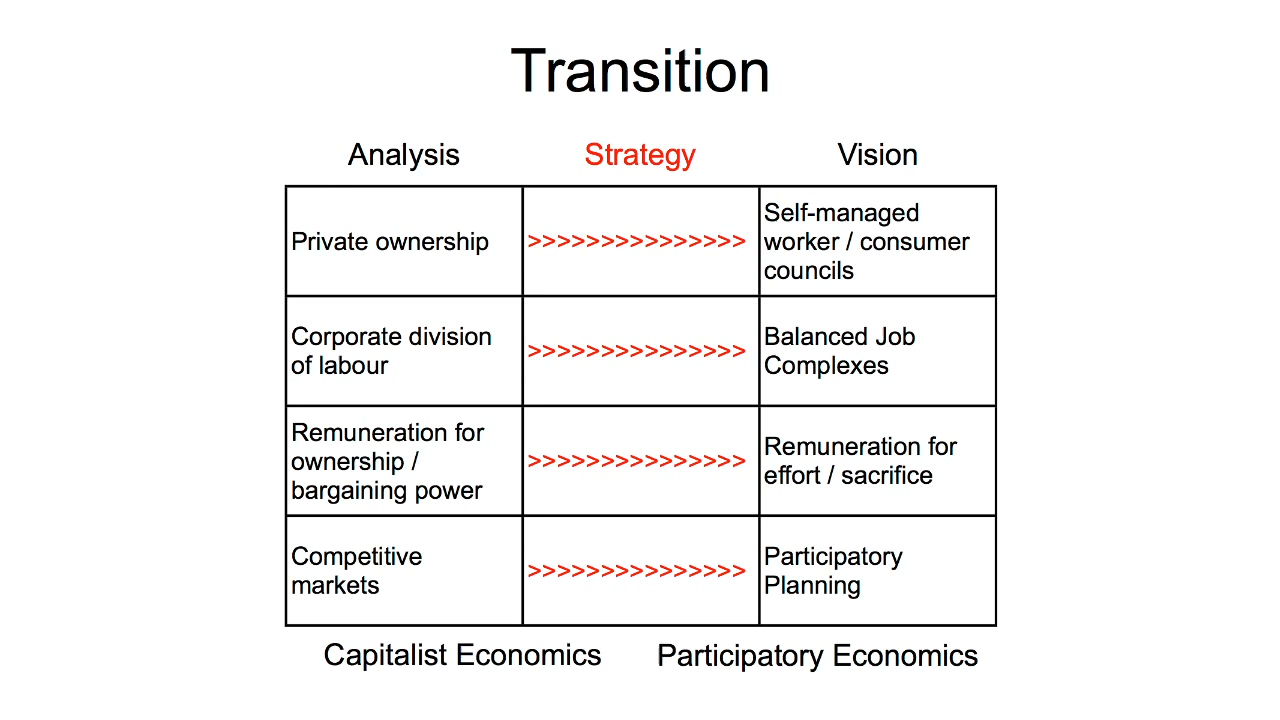 Transition
Analysis
Strategy
Vision
Private ownership
>>>>>>>>>>>>>>>
Self-managed
worker / consumer
councils
Corporate division
of labour
>>>>>>>>>>>>>>>
Balanced Job
Complexes
Remuneration for
ownership /
bargaining power
>>>>>>>>>>>>>>>
Remuneration for
effort / sacrifice
Competitive
markets
>>>>>>>>>>>>>>>
Participatory
Planning
Capitalist Economics
Participatory Economics